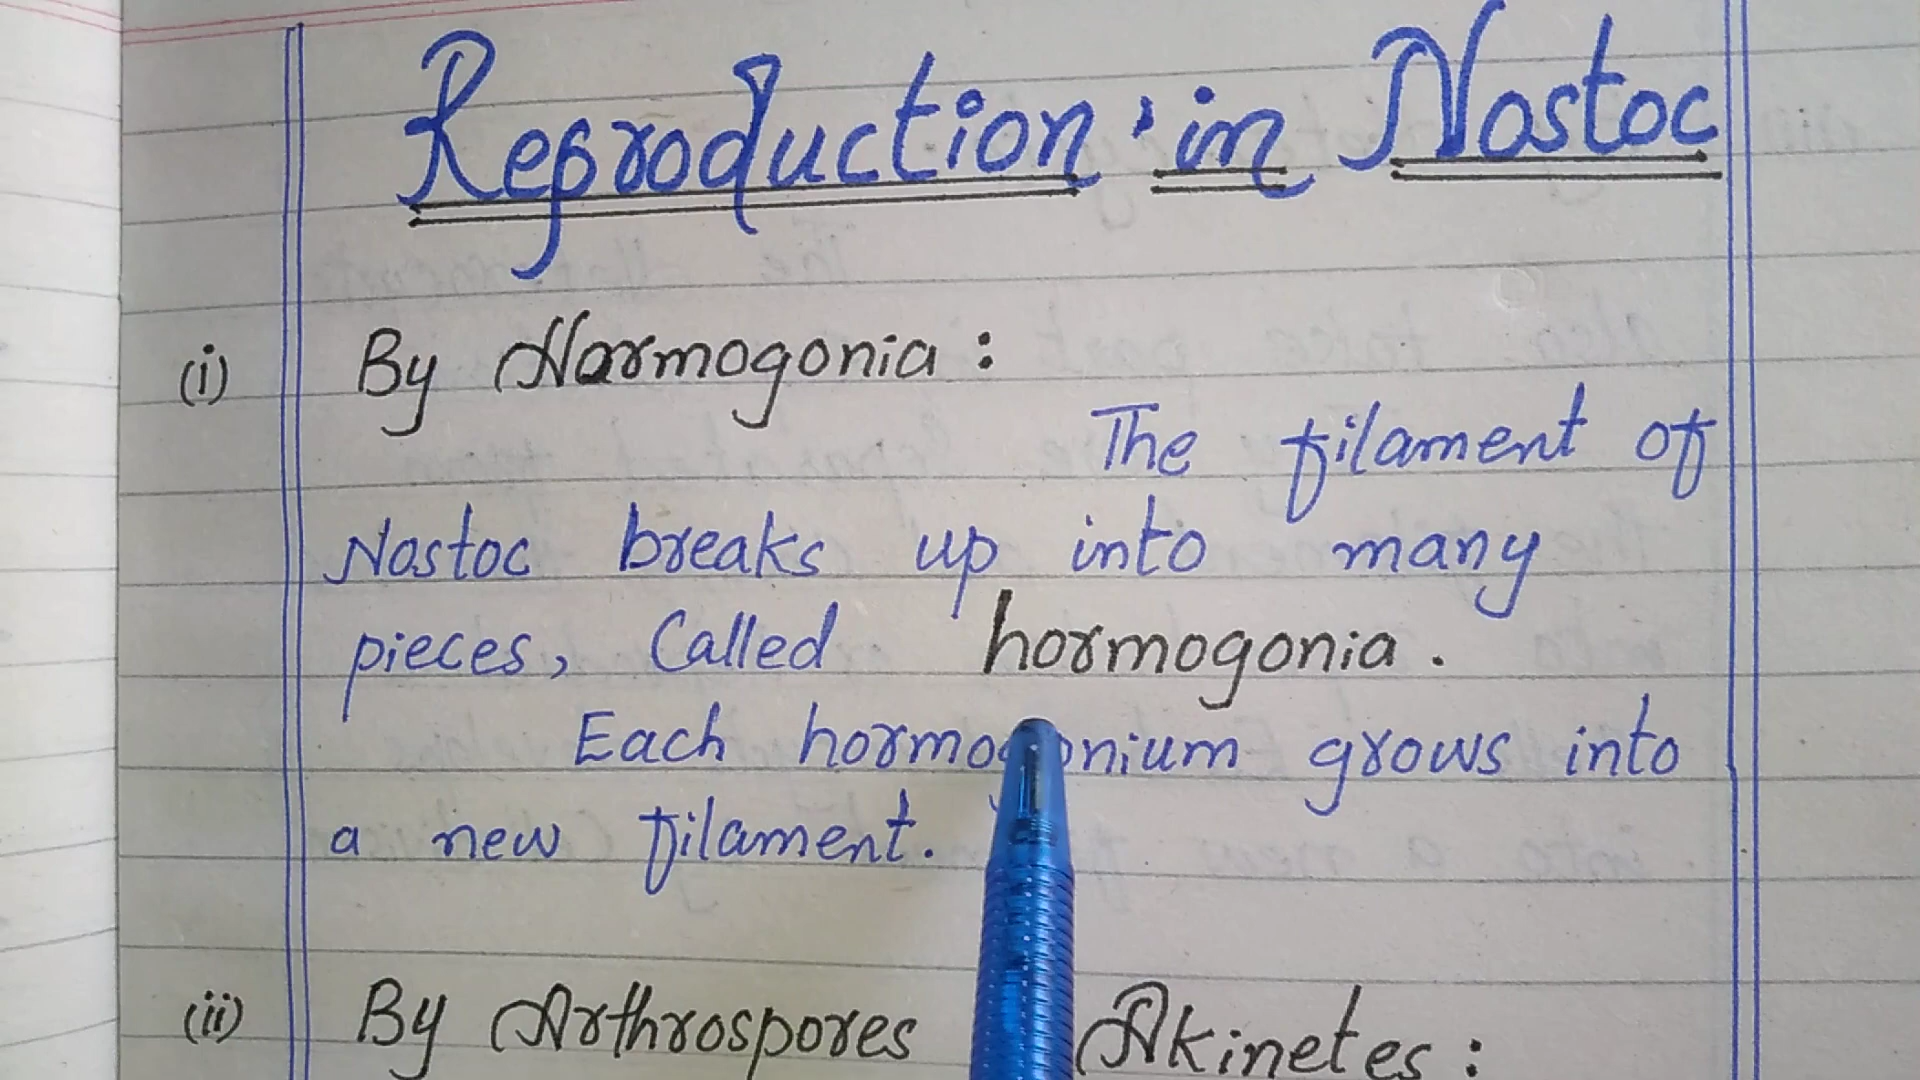 Reproduction in Nostoc
(i) By Hormogonia:
The filament of
Nostoc breaks up into many
pieces, Called hormogonia.
Each hormogonium grows into
a new filament.
(ii) By Arthrospores Akinetes: